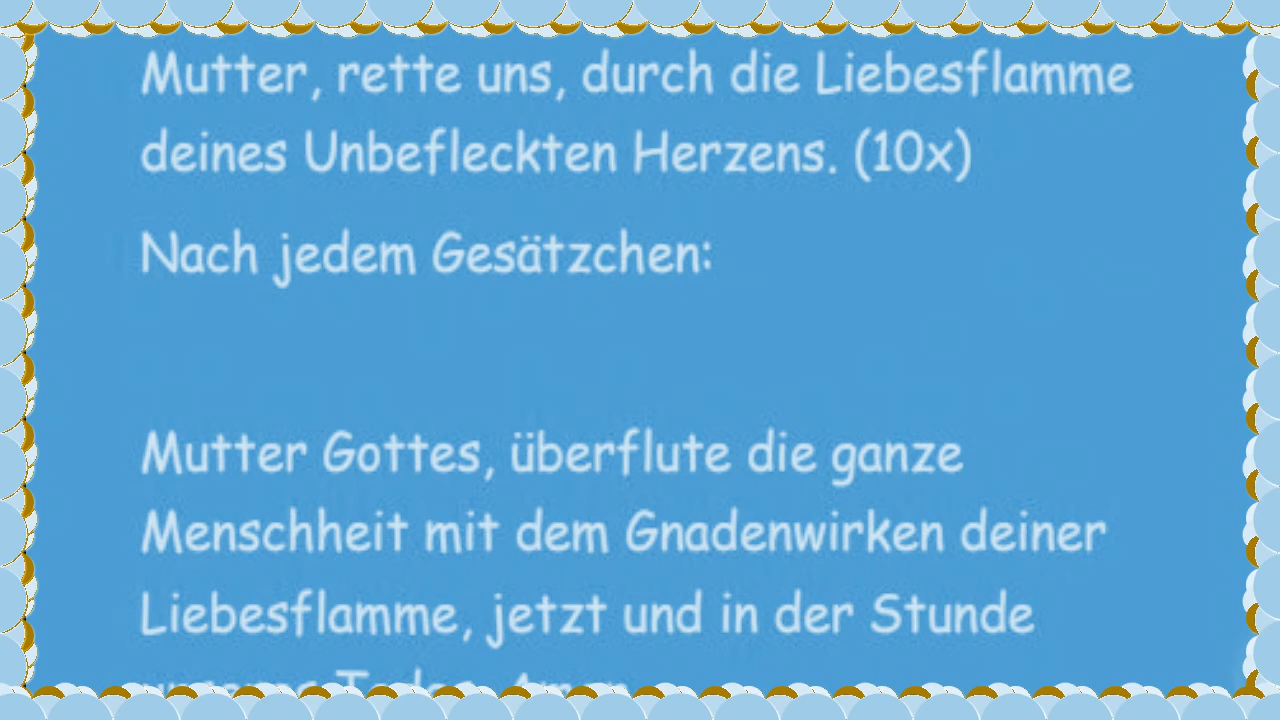 Mutter, rette uns, durch die Liebesflamme
deines Unbefleckten Herzens. (10x)
Nach jedem Gesätzchen:
Mutter Gottes, überflute die ganze
Menschheit mit dem Gnadenwirken deiner
Liebesflamme, jetzt und in der Stunde